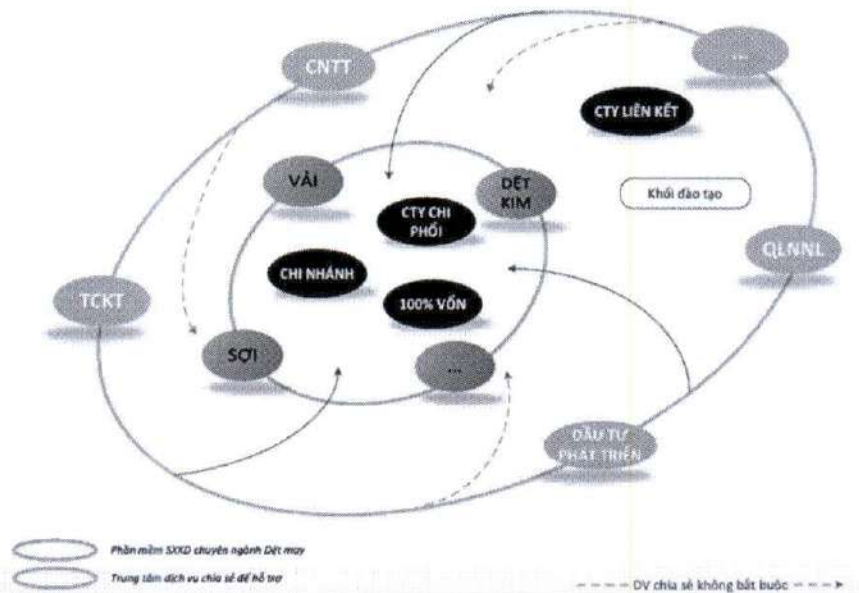 CNTT
...
CTY LIÊN KẾT
VẢI
DỆT
KIM
Khối đào tạo
CTY CHI
PHỐI
QLNNL
CHI NHÁNH
TCKT
100% VỐN
SỢI
...
ĐẦU TƯ
PHÁT TRIỂN
Phần mềm SXKD chuyên ngành Dệt may
Trung tâm dịch vụ chia sẻ để hỗ trợ
DV chia sẻ không bắt buộc